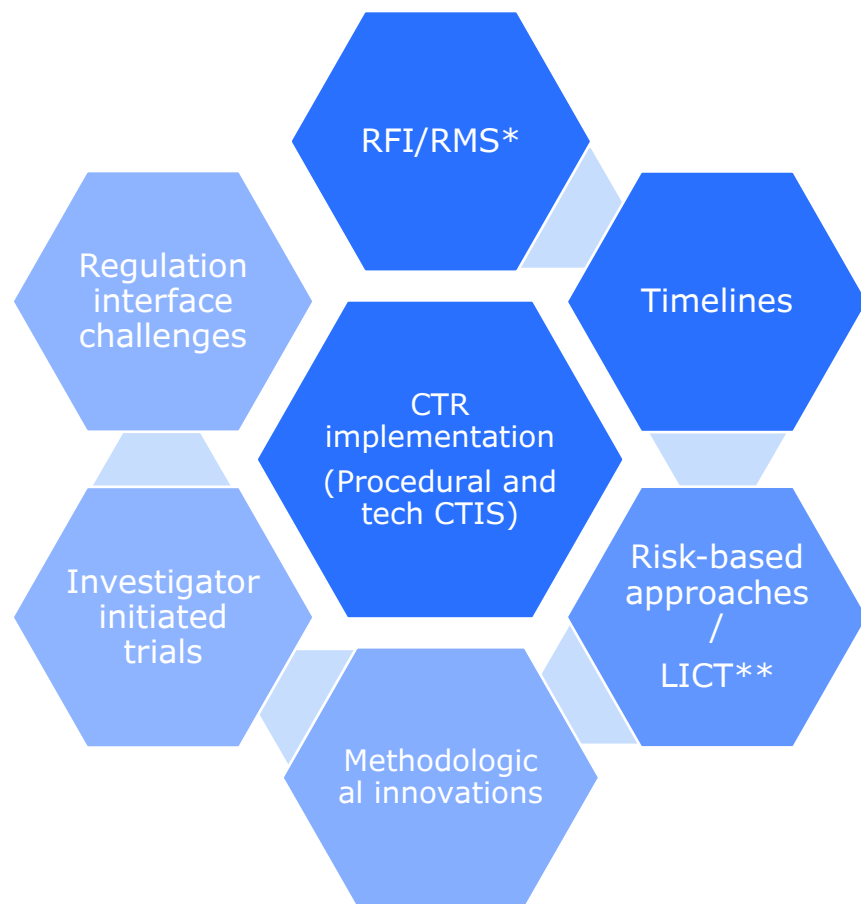 RFI/RMS*
Timelines
Risk-based
approaches
/
LICT**
Methodologic
al innovations
Investigator
initiated
trials
Regulation
interface
challenges
CTR
implementation
(Procedural and
tech CTIS)